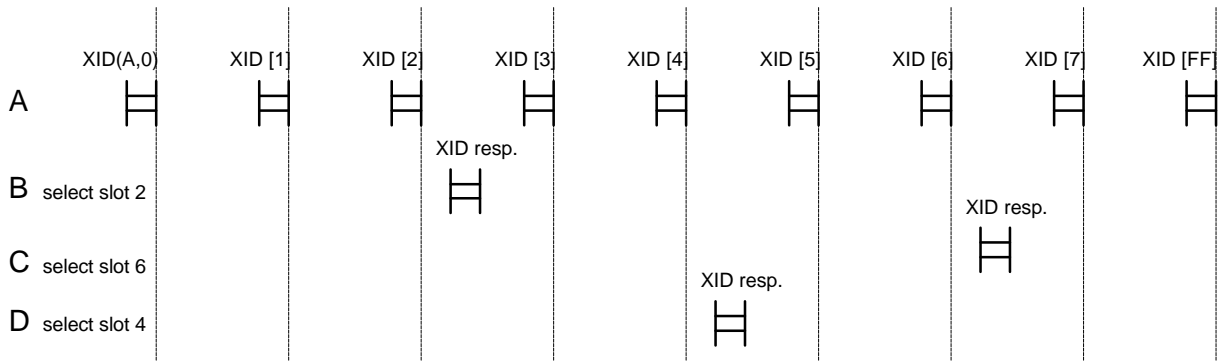 XID(A,0) XID [1] XID [2] XID [3] XID [4] XID [5] XID [6] XID [7] XID [FF]
A
XID resp.
B select slot 2
XID resp.
C select slot 6
XID resp.
D select slot 4